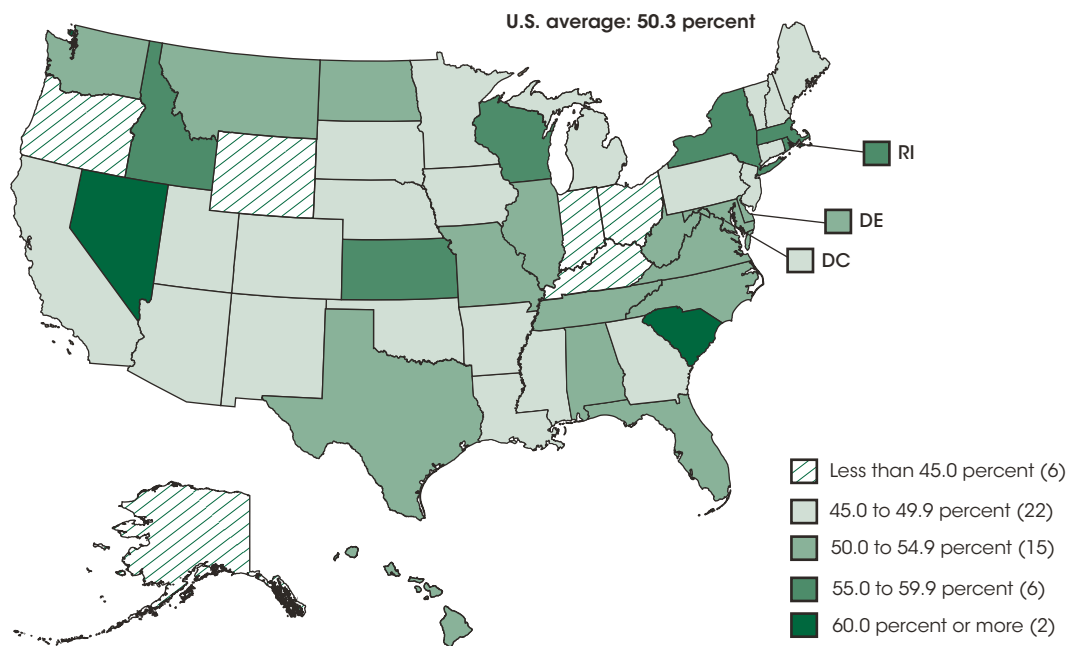 U.S. average: 50.3 percent
RI
DE
DC
Less than 45.0 percent (6)
45.0 to 49.9 percent (22)
50.0 to 54.9 percent (15)
55.0 to 59.9 percent (6)
60.0 percent or more (2)